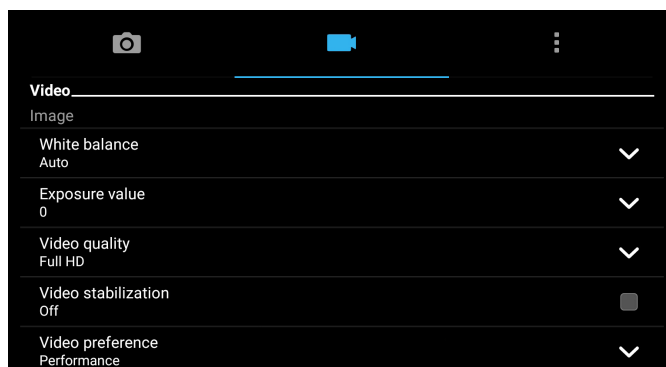 Video
Image
White balance
Auto
Exposure value
0
Video quality
Full HD
Video stabilization
Off
Video preference
Performance